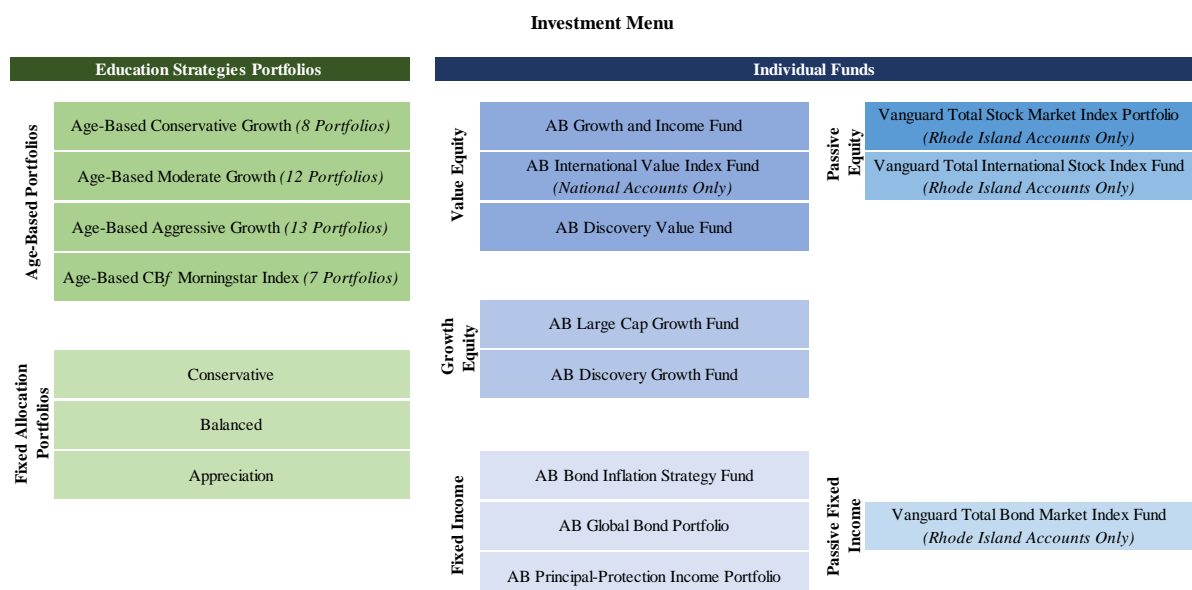 Investment Menu
Education Strategies Portfolios
Age-Based Portfolios
Age-Based Conservative Growth (8 Portfolios)
Age-Based Moderate Growth (12 Portfolios)
Age-Based Aggressive Growth (13 Portfolios)
Age-Based CBf Morningstar Index (7 Portfolios)
Fixed Allocation
Portfolios
Conservative
Balanced
Appreciation
Individual Funds
Value Equity
AB Growth and Income Fund
AB International Value Index Fund
(National Accounts Only)
AB Discovery Value Fund
Passive
Equity
Vanguard Total Stock Market Index Portfolio
(Rhode Island Accounts Only)
Vanguard Total International Stock Index Fund
(Rhode Island Accounts Only)
Growth
Equity
AB Large Cap Growth Fund
AB Discovery Growth Fund
Fixed Income
AB Bond Inflation Strategy Fund
AB Global Bond Portfolio
AB Principal-Protection Income Portfolio
Passive Fixed
Income
Vanguard Total Bond Market Index Fund
(Rhode Island Accounts Only)